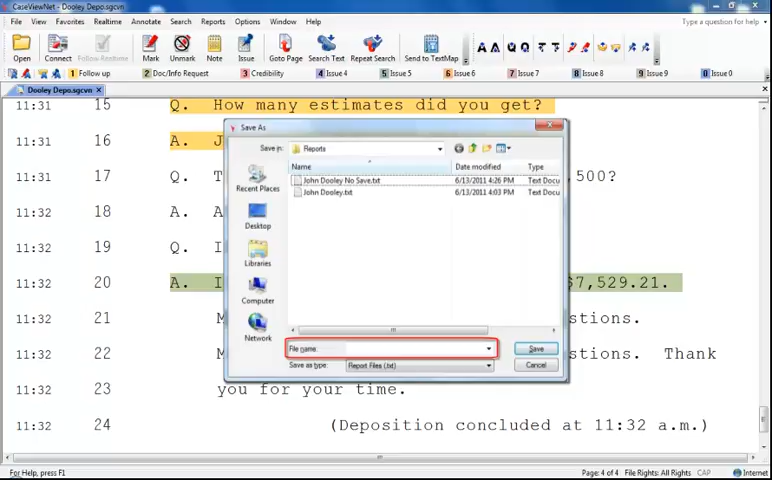 CaseViewNet - Dooley Depo.sgcvn
File View Favorites Realtime Annotate Search Reports Options Window Help Type a question for help
Open Connect Follow Realtime Mark Unmark Note Issue Goto Page Search Text Repeat Search Send to TextMap
1 Follow up 2 Doc/Info Request 3 Credibility 4 Issue 4 5 Issue 5 6 Issue 6 7 Issue 7 8 Issue 8 9 Issue 9 0 Issue 0
Dooley Depo.sgcvn
11:31 15 Q. How many estimates did you get?
Save As
11:31 16 A. J
Save in: Reports
Name Date modified Type
11:31 17 Q. T ,500?
John Dooley No Save.txt 6/13/2011 4:26 PM Text Docu
John Dooley.txt 6/13/2011 4:03 PM Text Docu
Recent Places
11:32 18 A. A
Desktop
11:32 19 Q. I
Libraries
11:32 20 A. I $7,529.21.
Computer
11:32 21 M stions.
Network
File name: Save
11:32 22 M stions. Thank
Save as type: Report Files (.txt) Cancel
11:32 23 you for your time.
11:32 24 (Deposition concluded at 11:32 a.m.)
For Help, press F1 Page: 4 of 4 File Rights: All Rights CAP Internet